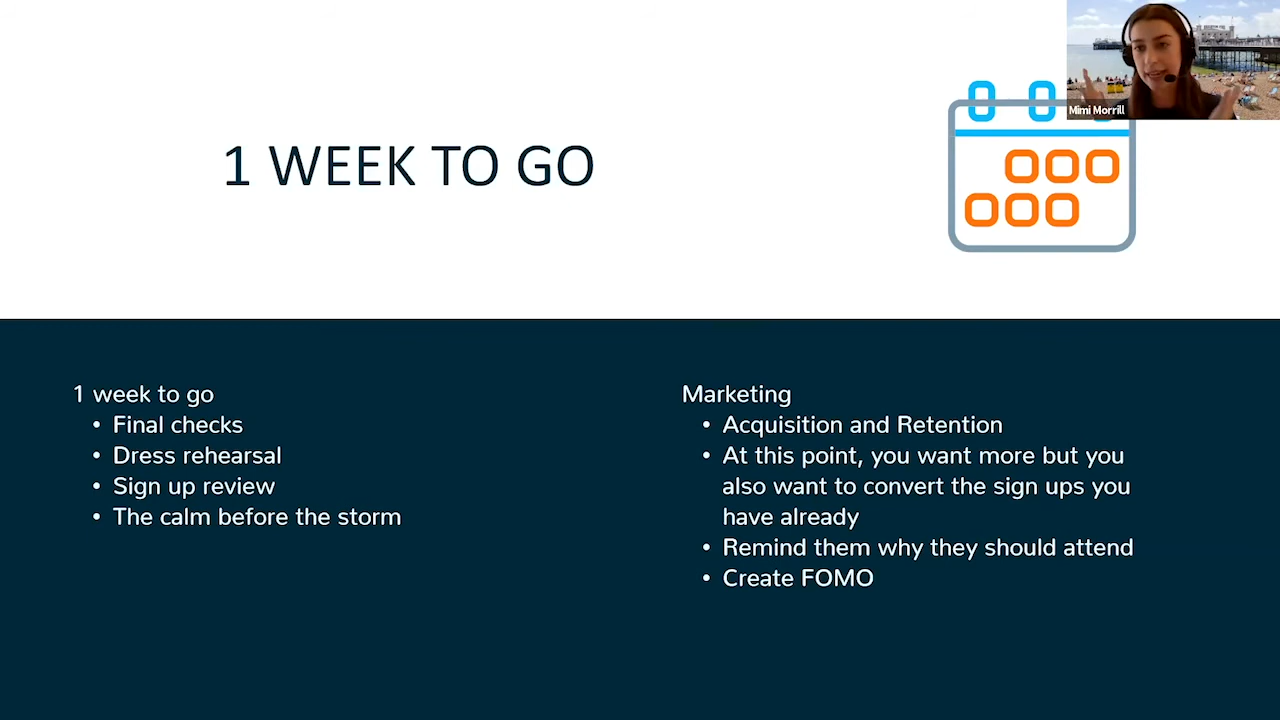 Mimi Morrill
1 WEEK TO GO
1 week to go
• Final checks
• Dress rehearsal
• Sign up review
• The calm before the storm
Marketing
• Acquisition and Retention
• At this point, you want more but you
also want to convert the sign ups you
have already
• Remind them why they should attend
• Create FOMO